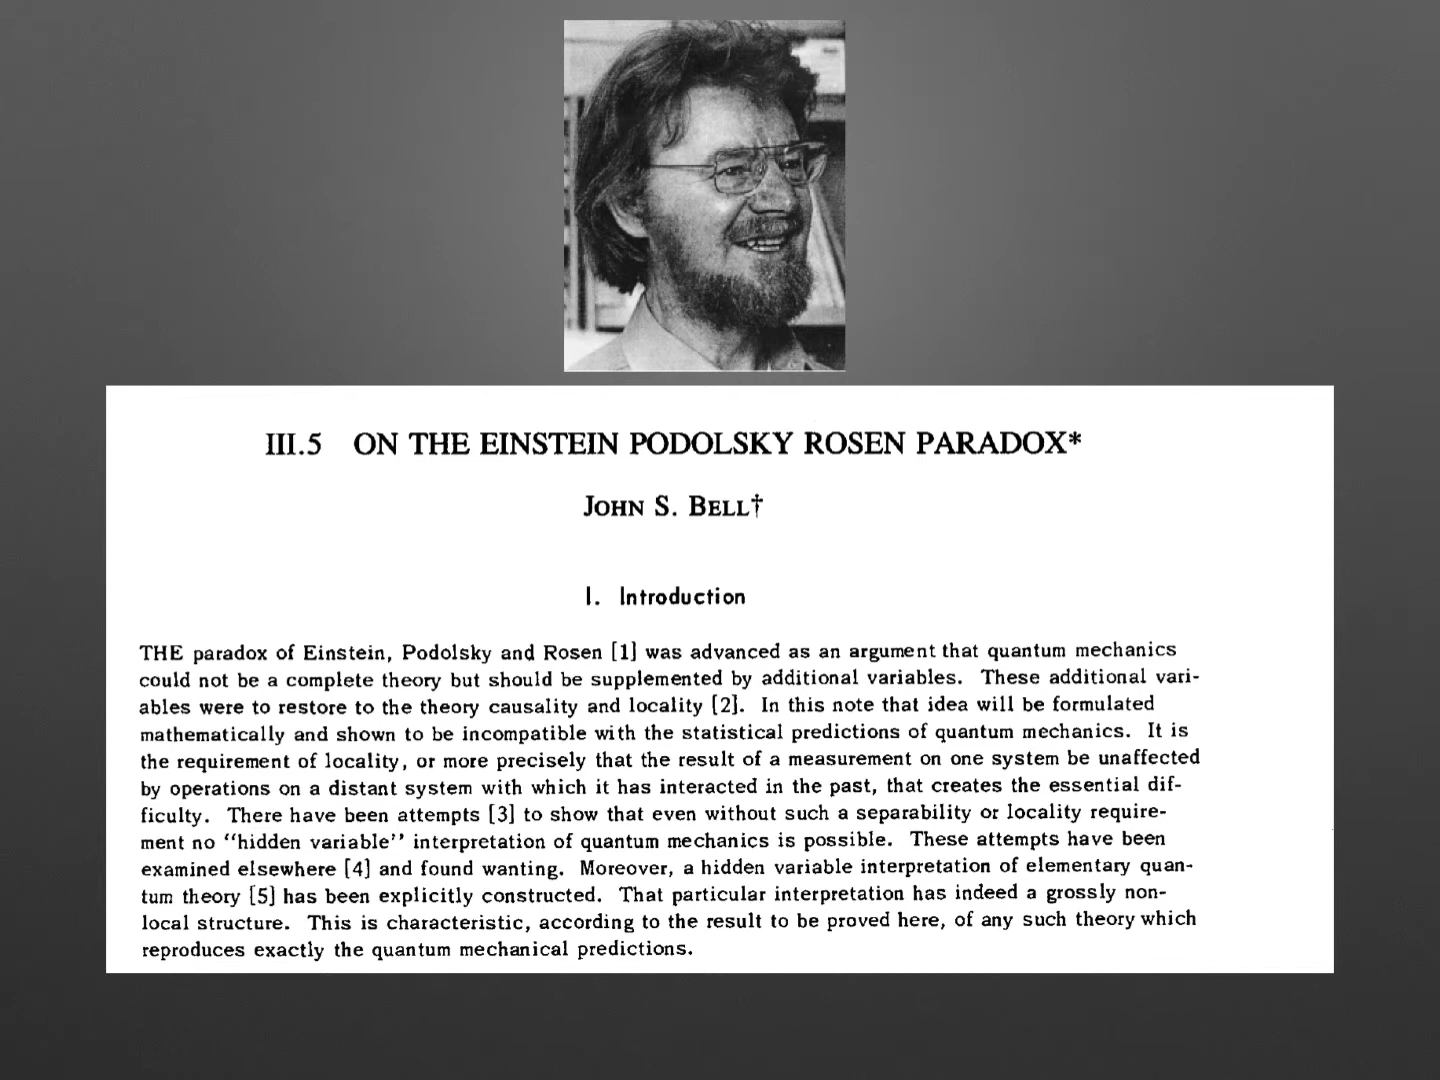 III.5 ON THE EINSTEIN PODOLSKY ROSEN PARADOX*
JOHN S. BELL†
I. Introduction
THE paradox of Einstein, Podolsky and Rosen [1] was advanced as an argument that quantum mechanics
could not be a complete theory but should be supplemented by additional variables. These additional vari-
ables were to restore to the theory causality and locality [2]. In this note that idea will be formulated
mathematically and shown to be incompatible with the statistical predictions of quantum mechanics. It is
the requirement of locality, or more precisely that the result of a measurement on one system be unaffected
by operations on a distant system with which it has interacted in the past, that creates the essential dif-
ficulty. There have been attempts [3] to show that even without such a separability or locality require-
ment no ‘‘hidden variable’’ interpretation of quantum mechanics is possible. These attempts have been
examined elsewhere [4] and found wanting. Moreover, a hidden variable interpretation of elementary quan-
tum theory [5] has been explicitly constructed. That particular interpretation has indeed a grossly non-
local structure. This is characteristic, according to the result to be proved here, of any such theory which
reproduces exactly the quantum mechanical predictions.